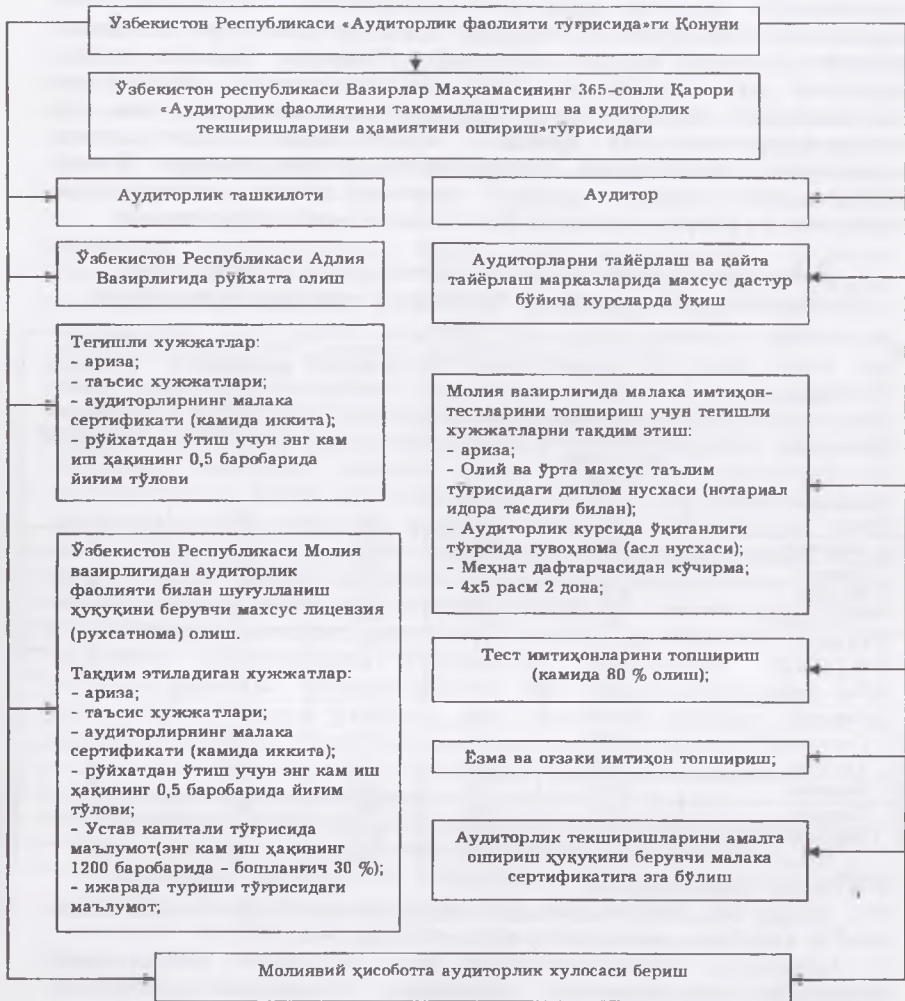 Ўзбекистон Республикаси «Аудиторлик фаолияти туғрисида»ги Қонуни
Ўзбекистон республикаси Вазирлар Маҳкамасининг 365-сонли Қарори
«Аудиторлик фаолиятини такомиллаштириш ва аудиторлик
текширишларини аҳамиятини ошириш»туғрисидаги
Аудиторлик ташкилоти
Ўзбекистон Республикаси Адлия
Вазирлигида рўйхатга олиш
Тегишли хужжатлар:
- ариза;
- таъсис хужжатлари;
- аудиторлирнинг малака
сертификати (камида иккита);
- рўйхатдан ўтиш учун энг кам
иш ҳақининг 0,5 баробарида
йиғим тўлови
Ўзбекистон Республикаси Молия
вазирлигидан аудиторлик
фаолияти билан шуғулланиш
ҳуқуқини берувчи махсус лицензия
(рухсатнома) олиш.
Тақдим этиладиган хужжатлар:
- ариза;
- таъсис хужжатлари;
- аудиторлирнинг малака
сертификати (камида иккита);
- рўйхатдан ўтиш учун энг кам иш
ҳақининг 0,5 баробарида йиғим
тўлови;
- Устав капитали тўғрисида
маълумот(энг кам иш ҳақининг
1200 баробарида – бошланғич 30 %);
- ижарада туриши тўғрисидаги
маълумот;
Аудитор
Аудиторларни тайёрлаш ва қайта
тайёрлаш марказларида махсус дастур
бўйича курсларда ўқиш
Молия вазирлигида малака имтиҳон-
тестларини топшириш учун тегишли
хужжатларни тақдим этиш:
- ариза;
- Олий ва ўрта махсус таълим
туғрисидаги диплом нусхаси (нотариал
идора тасдиғи билан);
- Аудиторлик курсида ўқиганлиги
тўғрсида гувоҳнома (асл нусхаси);
- Меҳнат дафтарчасидан кўчирма;
- 4х5 расм 2 дона;
Тест имтиҳонларини топшириш
(камида 80 % олиш);
Ёзма ва оғзаки имтиҳон топшириш;
Аудиторлик текширишларини амалга
ошириш ҳуқуқини берувчи малака
сертификатига эга бўлиш
Молиявий ҳисоботга аудиторлик хулосаси бериш